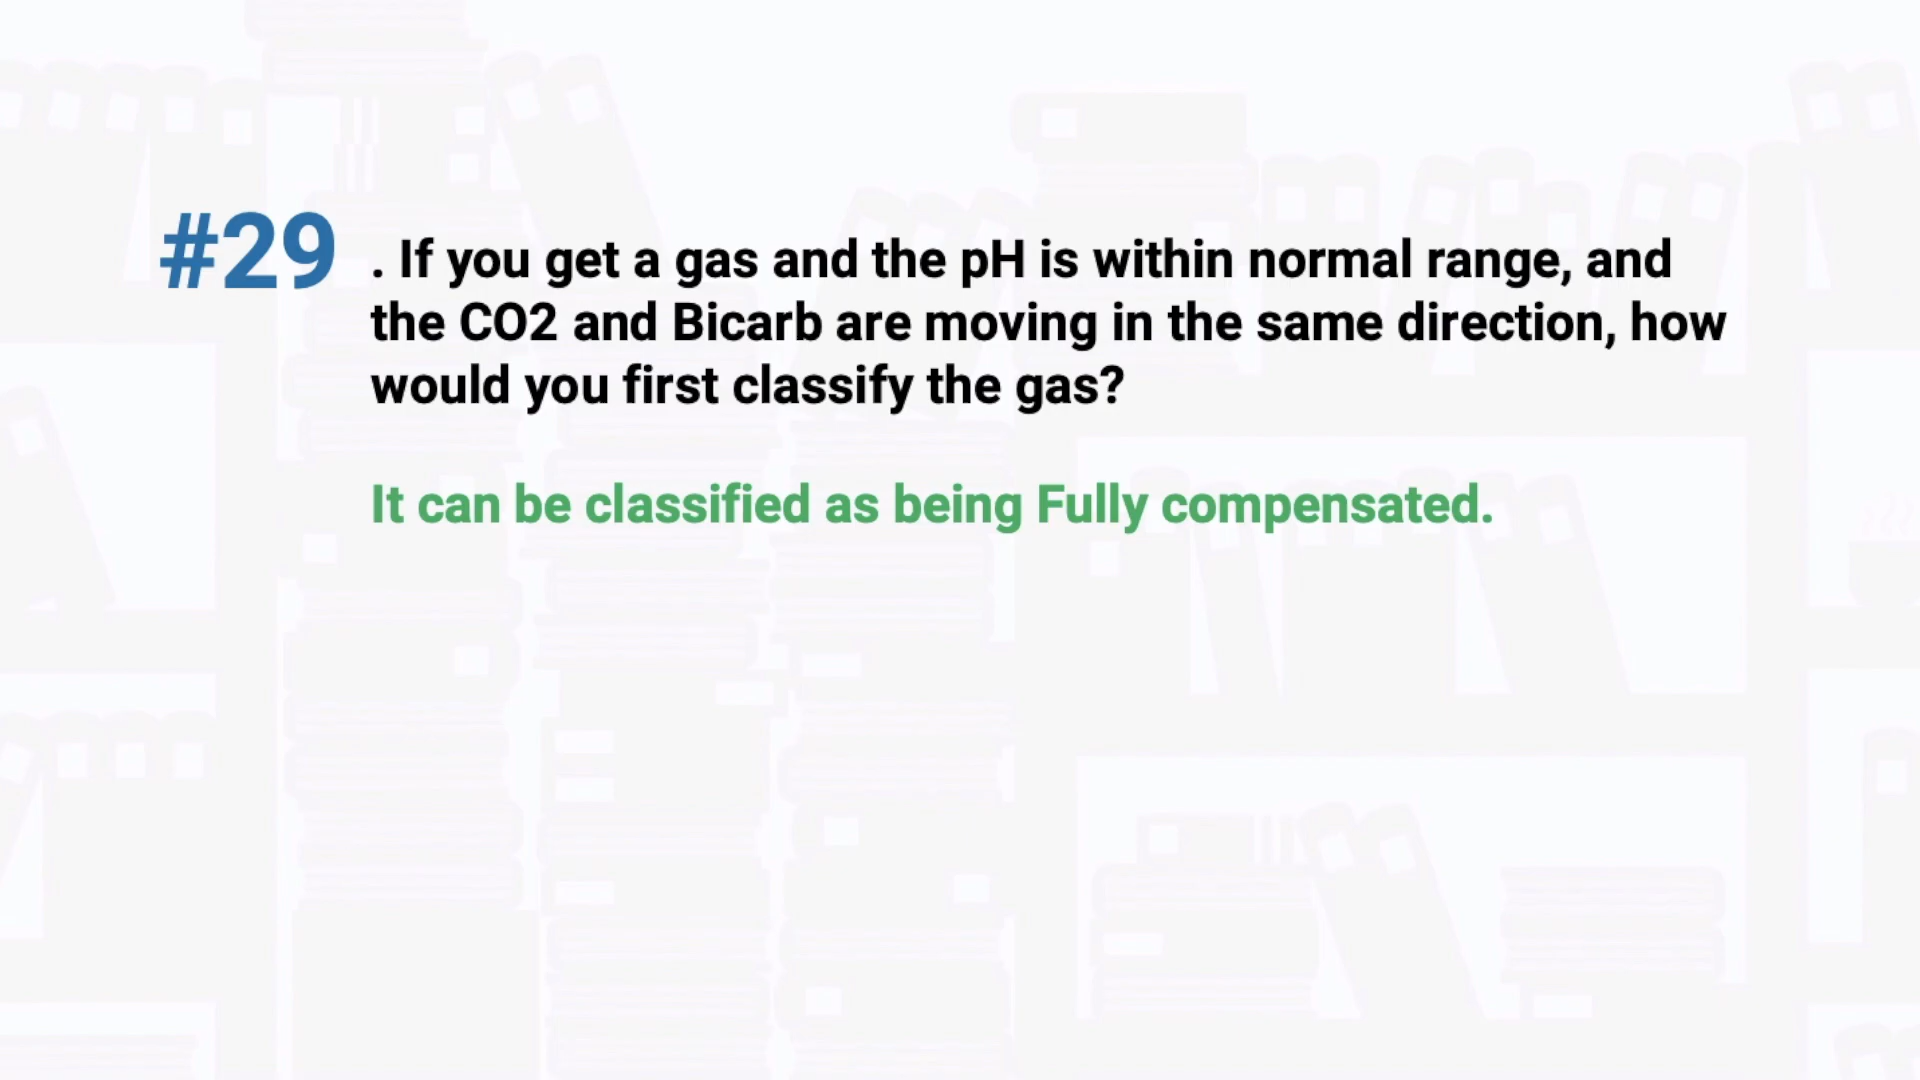 #29 . If you get a gas and the pH is within normal range, and
the CO2 and Bicarb are moving in the same direction, how
would you first classify the gas?
It can be classified as being Fully compensated.